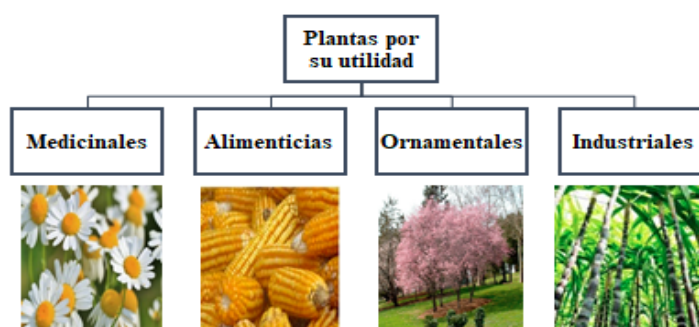 Plantas por
su utilidad
Medicinales
Alimenticias
Ornamentales
Industriales